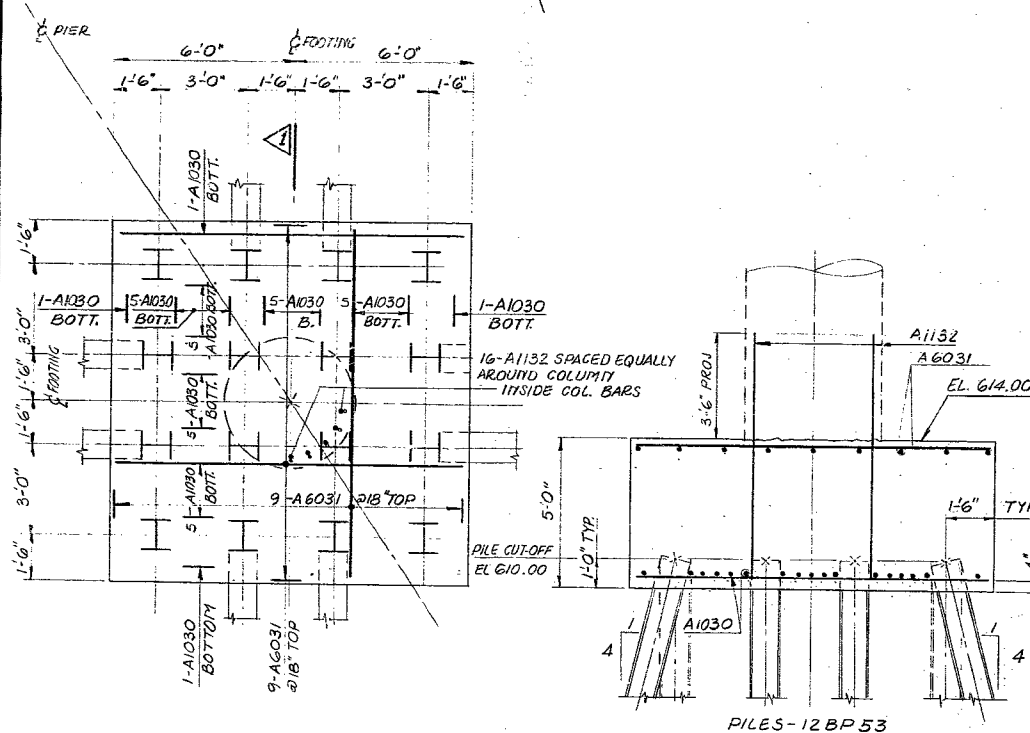 ℄ PIER
℄ FOOTING
6'-0" 6'-0"
1'-6" 3'-0" 1'-6" 1'-6" 3'-0" 1'-6"
1
1-A1030
BOTT.
1'-6"
3'-0"
1'-6"
1'-6"
3'-0"
1'-6"
℄ FOOTING
1-A1030
BOTT.
5-A1030
BOTT.
5-A1030 BOTT.
5-A1030
B.
5-A1030
BOTT.
1-A1030
BOTT.
5-A1030
BOTT.
5-A1030
BOTT.
16-A1132 SPACED EQUALLY
AROUND COLUMN
INSIDE COL. BARS
9-A6031 @18" TOP
1-A1030
BOTTOM
9-A6031
@18" TOP
A1132
A6031
EL. 614.00
3'-6" PROJ
5'-0"
1'-0" TYP.
1'-6"
PILE CUT-OFF
EL 610.00
A1030
1
4
1
4
PILES-12BP53